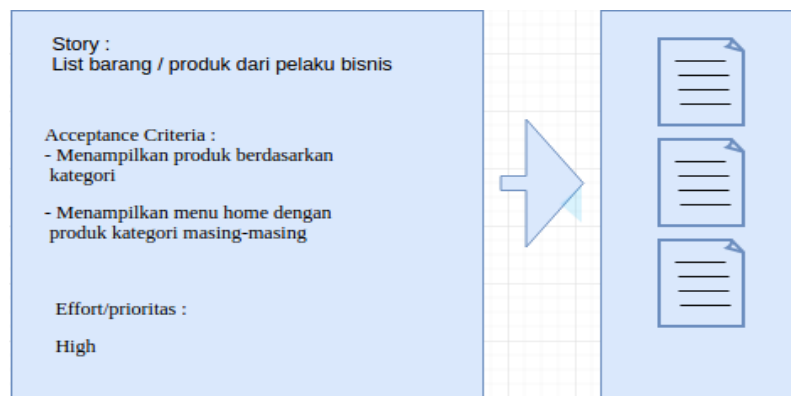 Story :
List barang / produk dari pelaku bisnis
Acceptance Criteria :
- Menampilkan produk berdasarkan
kategori
- Menampilkan menu home dengan
produk kategori masing-masing
Effort/prioritas :
High